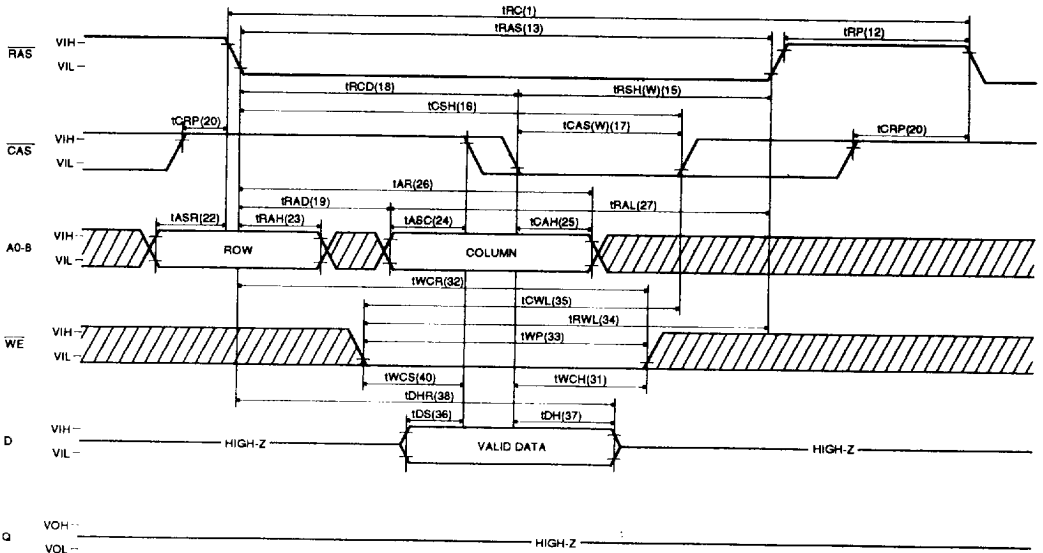 tRC(1)
tRAS(13)
tRP(12)
RAS
VIH
VIL
tRCD(18)
tRSH(W)(15)
tCSH(16)
tCRP(20)
tCAS(W)(17)
tCRP(20)
CAS
VIH
VIL
tAR(26)
tRAD(19)
tRAL(27)
tASR(22)
tRAH(23)
tASC(24)
tCAH(25)
A0-8
VIH
VIL
ROW
COLUMN
tWCR(32)
tCWL(35)
tRWL(34)
tWP(33)
WE
VIH
VIL
tWCS(40)
tWCH(31)
tDHR(38)
tDS(36)
tDH(37)
D
VIH
VIL
HIGH-Z
VALID DATA
HIGH-Z
Q
VOH
VOL
HIGH-Z